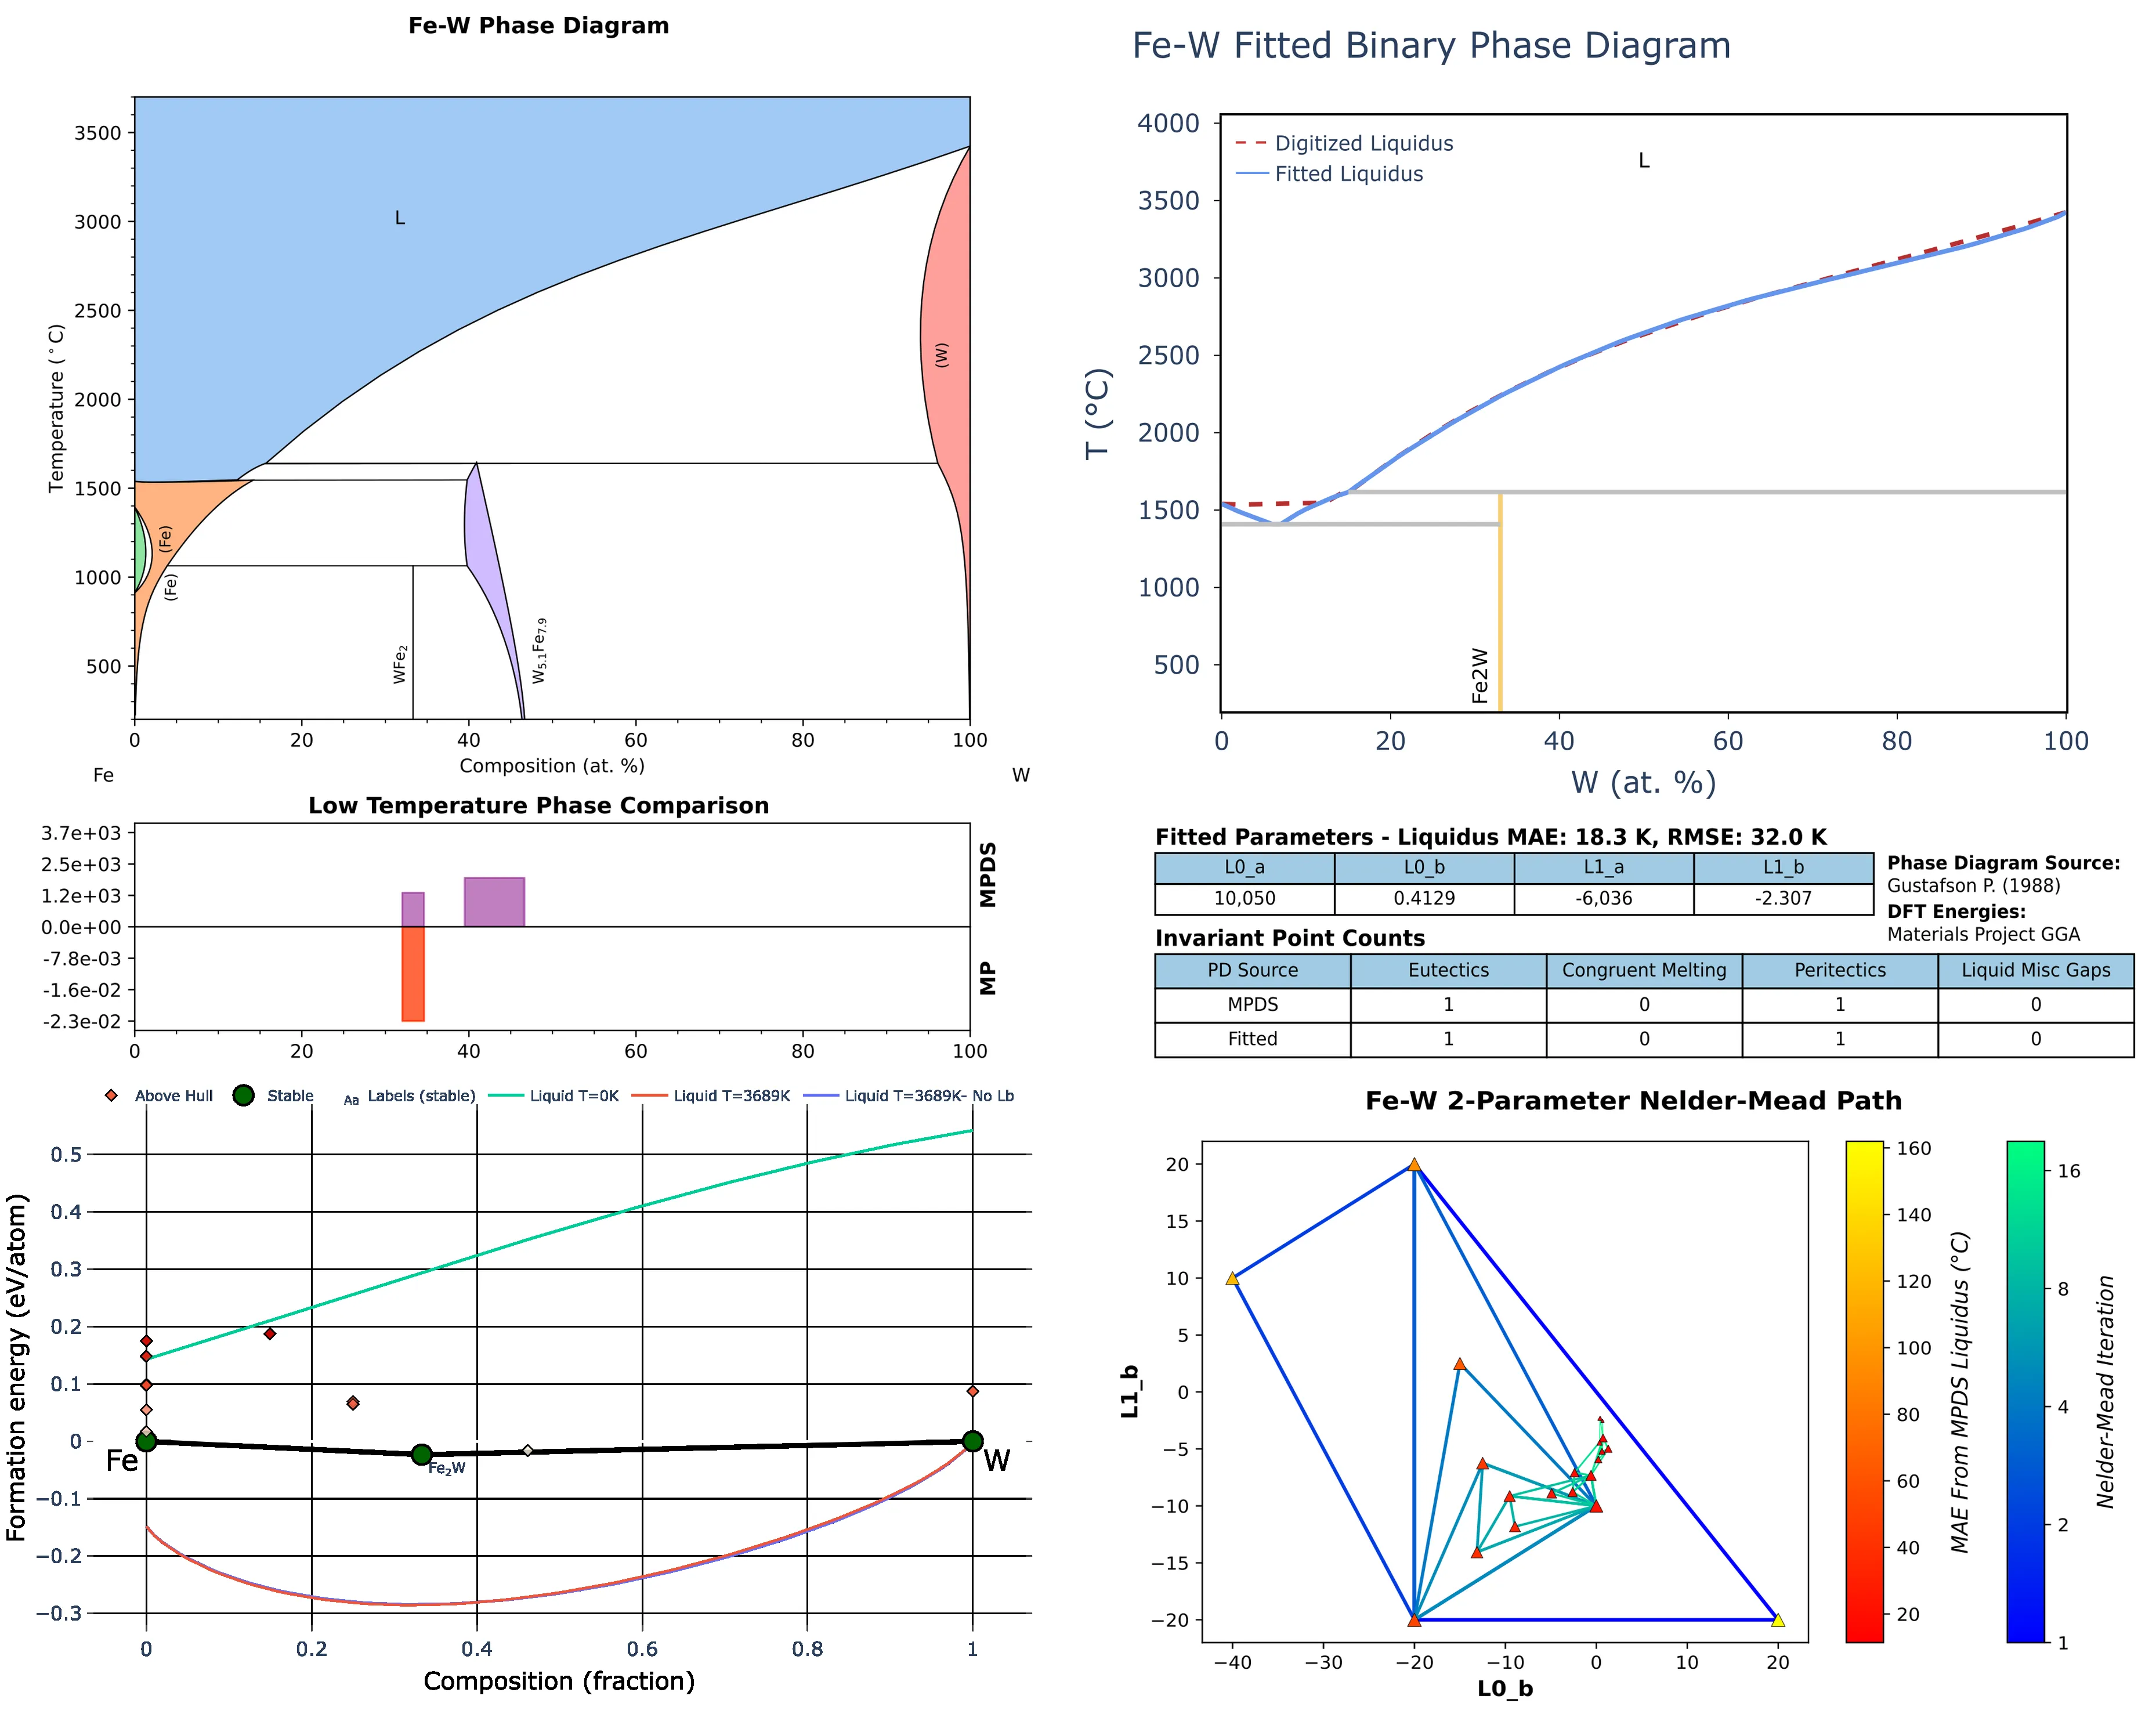 Fe-W Phase Diagram
3500
3000
2500
2000
1500
1000
500
Temperature (°C)
L
(W)
(Fe)
(Fe)
WFe2
W5.1Fe7.9
0 20 40 60 80 100
Composition (at. %)
Fe W
Fe-W Fitted Binary Phase Diagram
4000
3500
3000
2500
2000
1500
1000
500
T (°C)
Digitized Liquidus
Fitted Liquidus
L
Fe2W
0 20 40 60 80 100
W (at. %)
Low Temperature Phase Comparison
3.7e+03
2.5e+03
1.2e+03
0.0e+00
-7.8e-03
-1.6e-02
-2.3e-02
MPDS
MP
0 20 40 60 80 100
Fitted Parameters - Liquidus MAE: 18.3 K, RMSE: 32.0 K
L0_a L0_b L1_a L1_b
10,050 0.4129 -6,036 -2.307
Phase Diagram Source:
Gustafson P. (1988)
DFT Energies:
Materials Project GGA
Invariant Point Counts
PD Source Eutectics Congruent Melting Peritectics Liquid Misc Gaps
MPDS 1 0 1 0
Fitted 1 0 1 0
Above Hull Stable Aa Labels (stable) Liquid T=0K Liquid T=3689K Liquid T=3689K- No Lb
0.5
0.4
0.3
0.2
0.1
0
−0.1
−0.2
−0.3
Formation energy (eV/atom)
Fe
Fe2W
W
0 0.2 0.4 0.6 0.8 1
Composition (fraction)
Fe-W 2-Parameter Nelder-Mead Path
20
15
10
5
0
−5
−10
−15
−20
L1_b
−40 −30 −20 −10 0 10 20
L0_b
160
140
120
100
80
60
40
20
MAE From MPDS Liquidus (°C)
16
8
4
2
1
Nelder-Mead Iteration